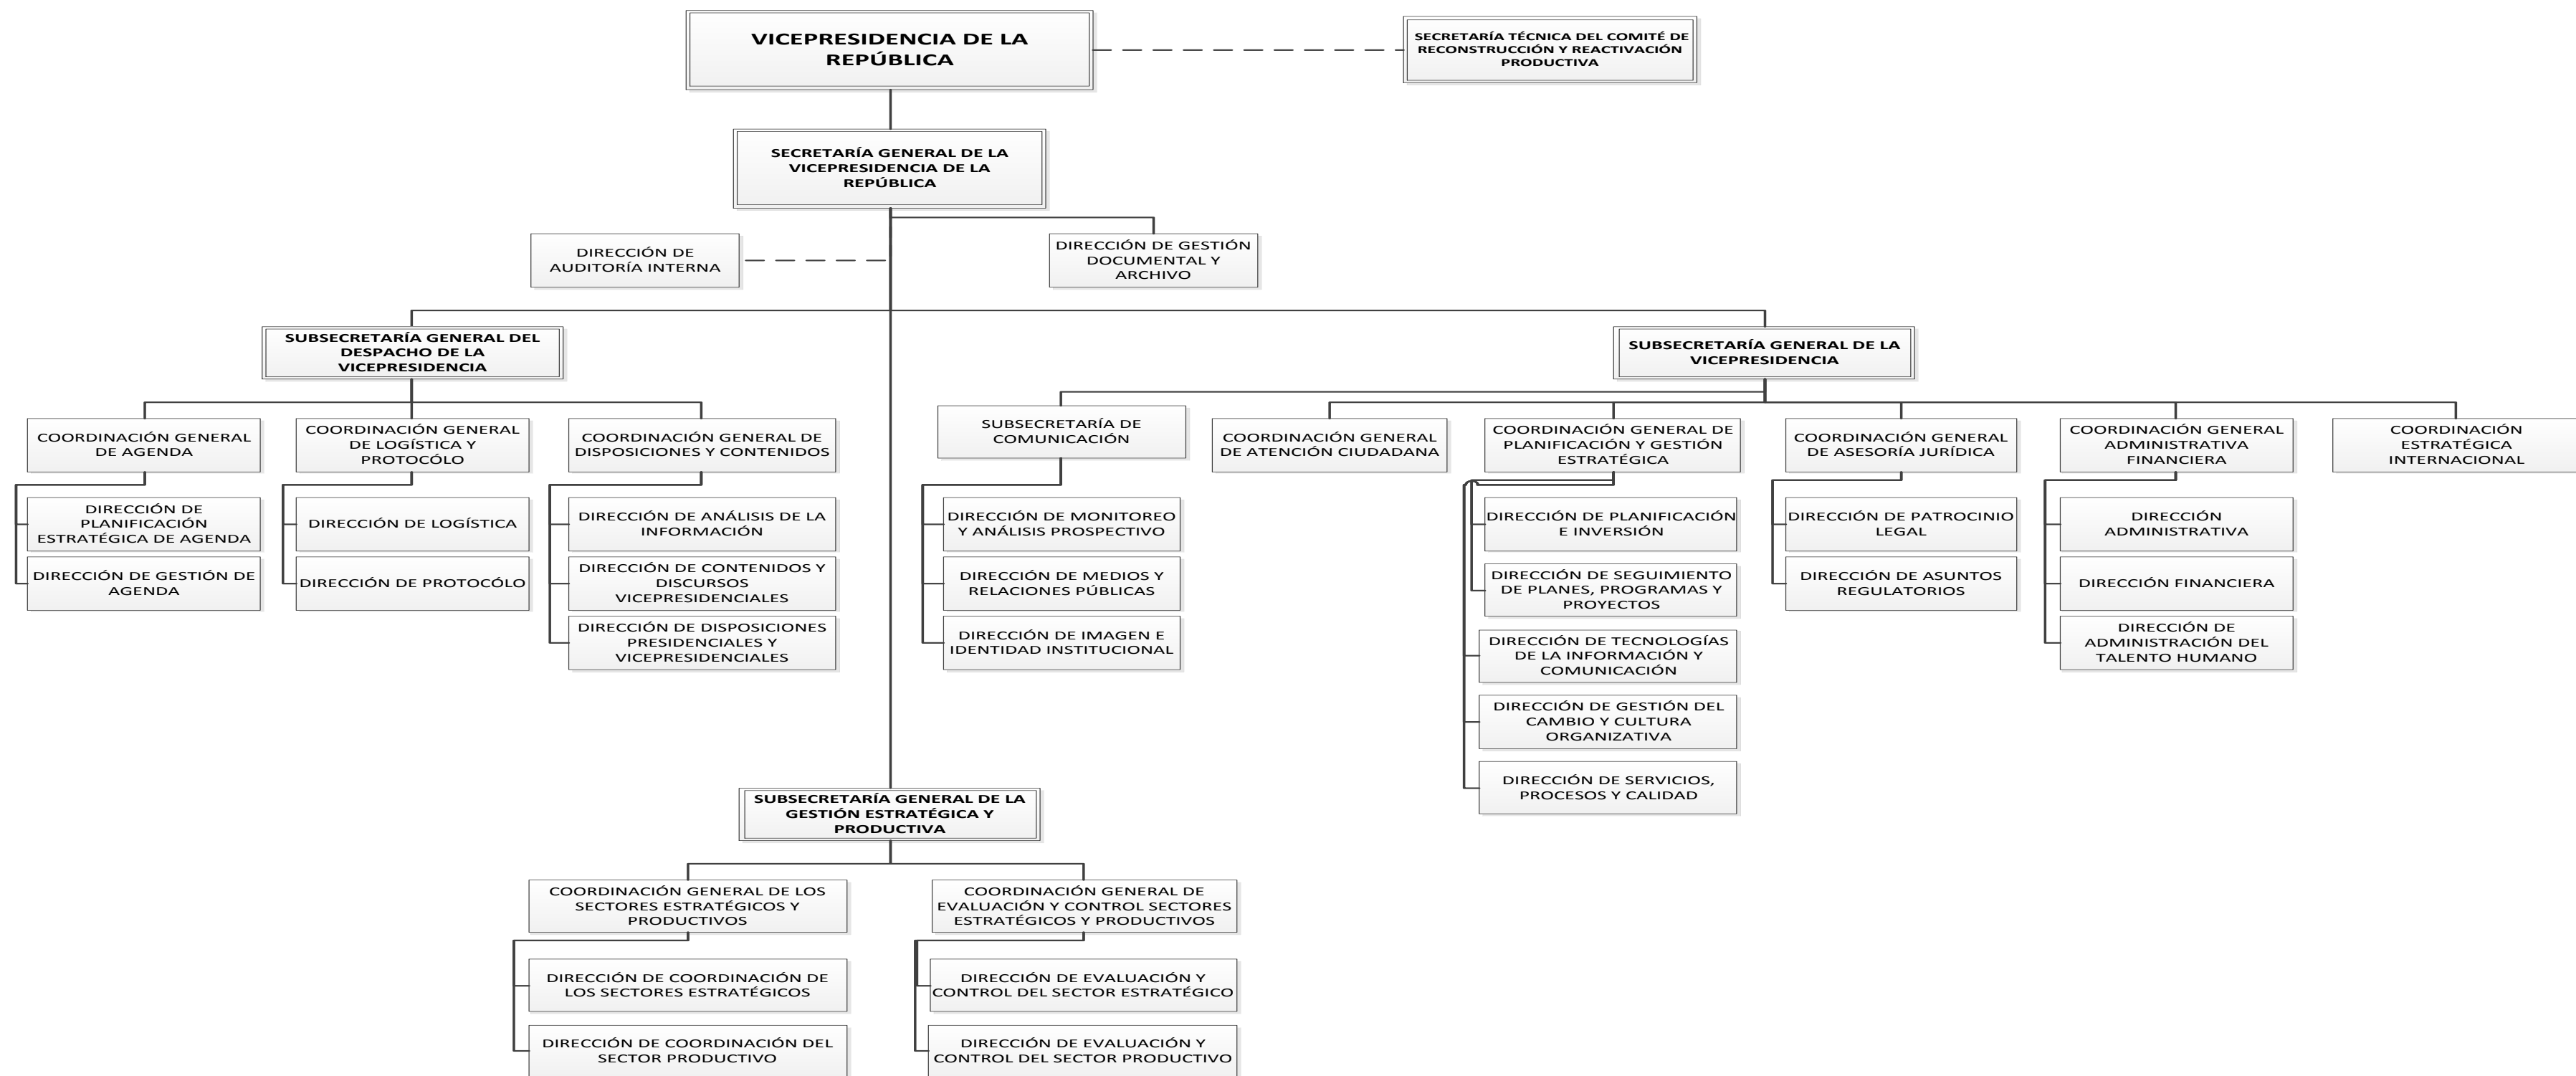 VICEPRESIDENCIA DE LA
REPÚBLICA
SECRETARÍA TÉCNICA DEL COMITÉ DE
RECONSTRUCCIÓN Y REACTIVACIÓN
PRODUCTIVA
SECRETARÍA GENERAL DE LA
VICEPRESIDENCIA DE LA
REPÚBLICA
DIRECCIÓN DE
AUDITORÍA INTERNA
DIRECCIÓN DE GESTIÓN
DOCUMENTAL Y
ARCHIVO
SUBSECRETARÍA GENERAL DEL
DESPACHO DE LA
VICEPRESIDENCIA
SUBSECRETARÍA GENERAL DE LA
VICEPRESIDENCIA
COORDINACIÓN GENERAL
DE AGENDA
COORDINACIÓN GENERAL
DE LOGÍSTICA Y
PROTOCÓLO
COORDINACIÓN GENERAL DE
DISPOSICIONES Y CONTENIDOS
SUBSECRETARÍA DE
COMUNICACIÓN
COORDINACIÓN GENERAL
DE ATENCIÓN CIUDADANA
COORDINACIÓN GENERAL DE
PLANIFICACIÓN Y GESTIÓN
ESTRATÉGICA
COORDINACIÓN GENERAL
DE ASESORÍA JURÍDICA
COORDINACIÓN GENERAL
ADMINISTRATIVA
FINANCIERA
COORDINACIÓN
ESTRATÉGICA
INTERNACIONAL
DIRECCIÓN DE
PLANIFICACIÓN
ESTRATÉGICA DE AGENDA
DIRECCIÓN DE GESTIÓN DE
AGENDA
DIRECCIÓN DE LOGÍSTICA
DIRECCIÓN DE PROTOCÓLO
DIRECCIÓN DE ANÁLISIS DE LA
INFORMACIÓN
DIRECCIÓN DE CONTENIDOS Y
DISCURSOS
VICEPRESIDENCIALES
DIRECCIÓN DE DISPOSICIONES
PRESIDENCIALES Y
VICEPRESIDENCIALES
DIRECCIÓN DE MONITOREO
Y ANÁLISIS PROSPECTIVO
DIRECCIÓN DE MEDIOS Y
RELACIONES PÚBLICAS
DIRECCIÓN DE IMAGEN E
IDENTIDAD INSTITUCIONAL
DIRECCIÓN DE PLANIFICACIÓN
E INVERSIÓN
DIRECCIÓN DE SEGUIMIENTO
DE PLANES, PROGRAMAS Y
PROYECTOS
DIRECCIÓN DE TECNOLOGÍAS
DE LA INFORMACIÓN Y
COMUNICACIÓN
DIRECCIÓN DE GESTIÓN DEL
CAMBIO Y CULTURA
ORGANIZATIVA
DIRECCIÓN DE SERVICIOS,
PROCESOS Y CALIDAD
DIRECCIÓN DE PATROCINIO
LEGAL
DIRECCIÓN DE ASUNTOS
REGULATORIOS
DIRECCIÓN
ADMINISTRATIVA
DIRECCIÓN FINANCIERA
DIRECCIÓN DE
ADMINISTRACIÓN DEL
TALENTO HUMANO
SUBSECRETARÍA GENERAL DE LA
GESTIÓN ESTRATÉGICA Y
PRODUCTIVA
COORDINACIÓN GENERAL DE LOS
SECTORES ESTRATÉGICOS Y
PRODUCTIVOS
COORDINACIÓN GENERAL DE
EVALUACIÓN Y CONTROL SECTORES
ESTRATÉGICOS Y PRODUCTIVOS
DIRECCIÓN DE COORDINACIÓN DE
LOS SECTORES ESTRATÉGICOS
DIRECCIÓN DE COORDINACIÓN DEL
SECTOR PRODUCTIVO
DIRECCIÓN DE EVALUACIÓN Y
CONTROL DEL SECTOR ESTRATÉGICO
DIRECCIÓN DE EVALUACIÓN Y
CONTROL DEL SECTOR PRODUCTIVO